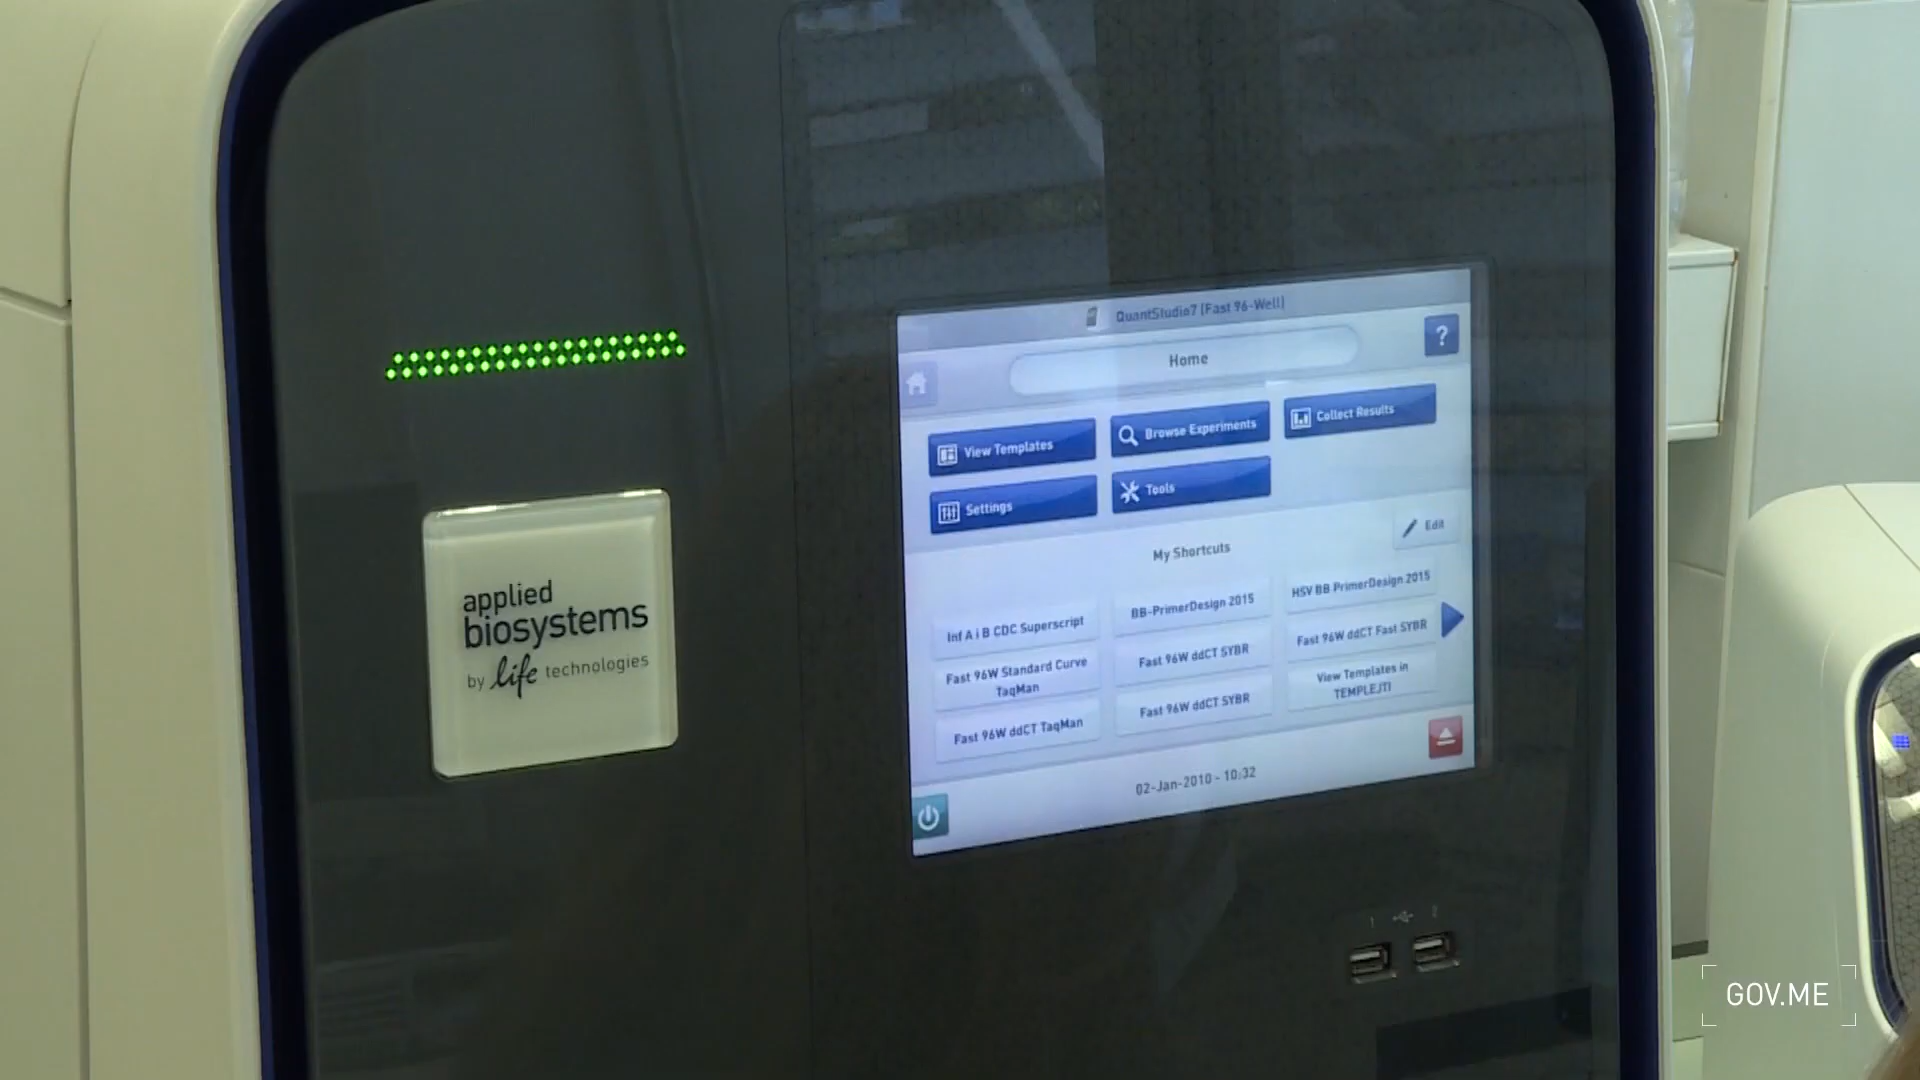 QuantStudio7 (Fast 96-Well)
Home
?
View Templates
Browse Experiments
Collect Results
Settings
Tools
Edit
My Shortcuts
Inf A i B CDC Superscript
BB-PrimerDesign 2015
HSV BB PrimerDesign 2015
Fast 96W Standard Curve
TaqMan
Fast 96W ddCT SYBR
Fast 96W ddCT Fast SYBR
Fast 96W ddCT TaqMan
Fast 96W ddCT SYBR
View Templates in
TEMPLEJTI
02-Jan-2010 - 10:32
applied
biosystems
by life technologies
1 2
GOV.ME